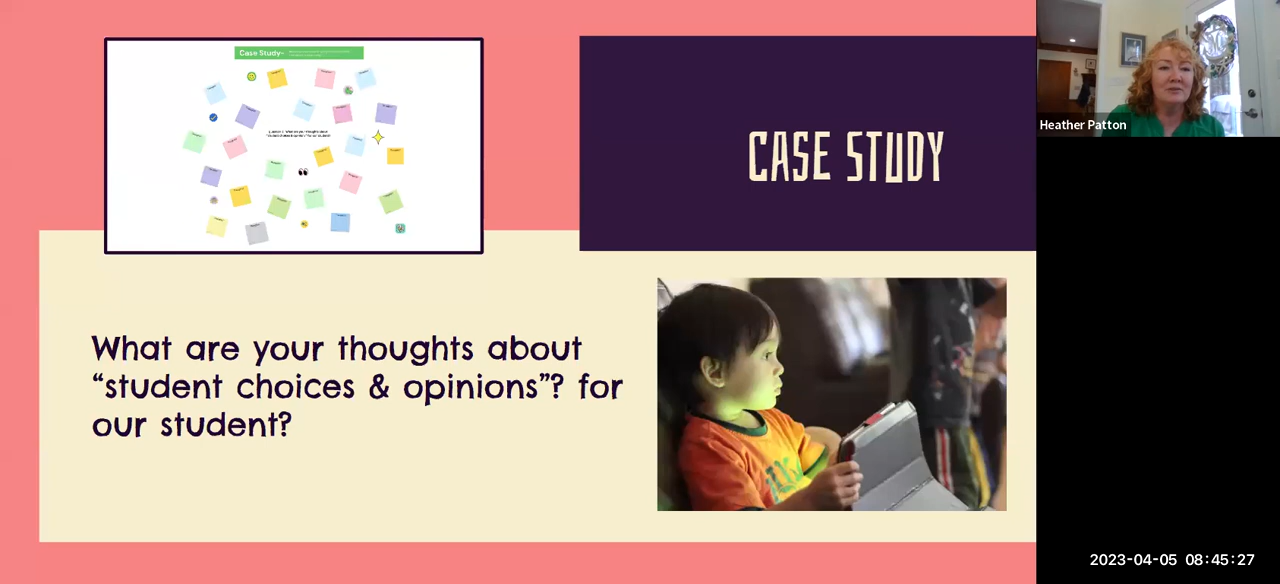 Case Study-
CASE STUDY
What are your thoughts about
“student choices & opinions”? for
our student?
Heather Patton
2023-04-05 08:45:27